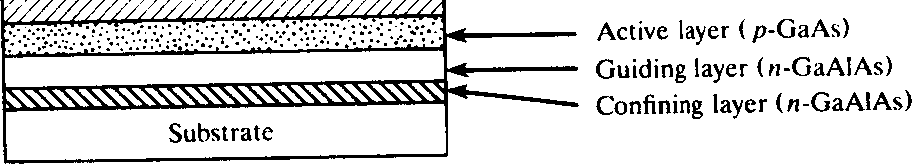 Active layer (p-GaAs)
Guiding layer (n-GaAlAs)
Confining layer (n-GaAlAs)
Substrate